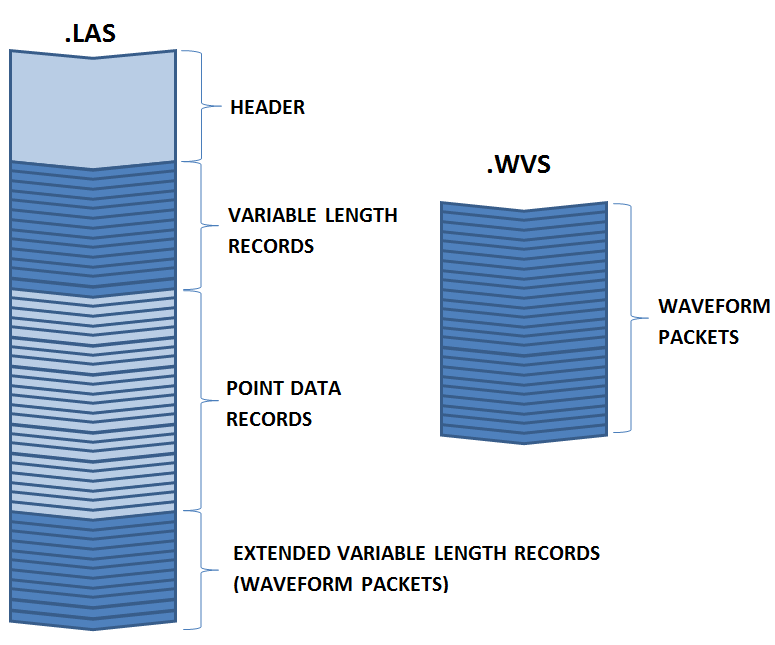 .LAS
HEADER
VARIABLE LENGTH
RECORDS
POINT DATA
RECORDS
EXTENDED VARIABLE LENGTH RECORDS
(WAVEFORM PACKETS)
.WVS
WAVEFORM
PACKETS